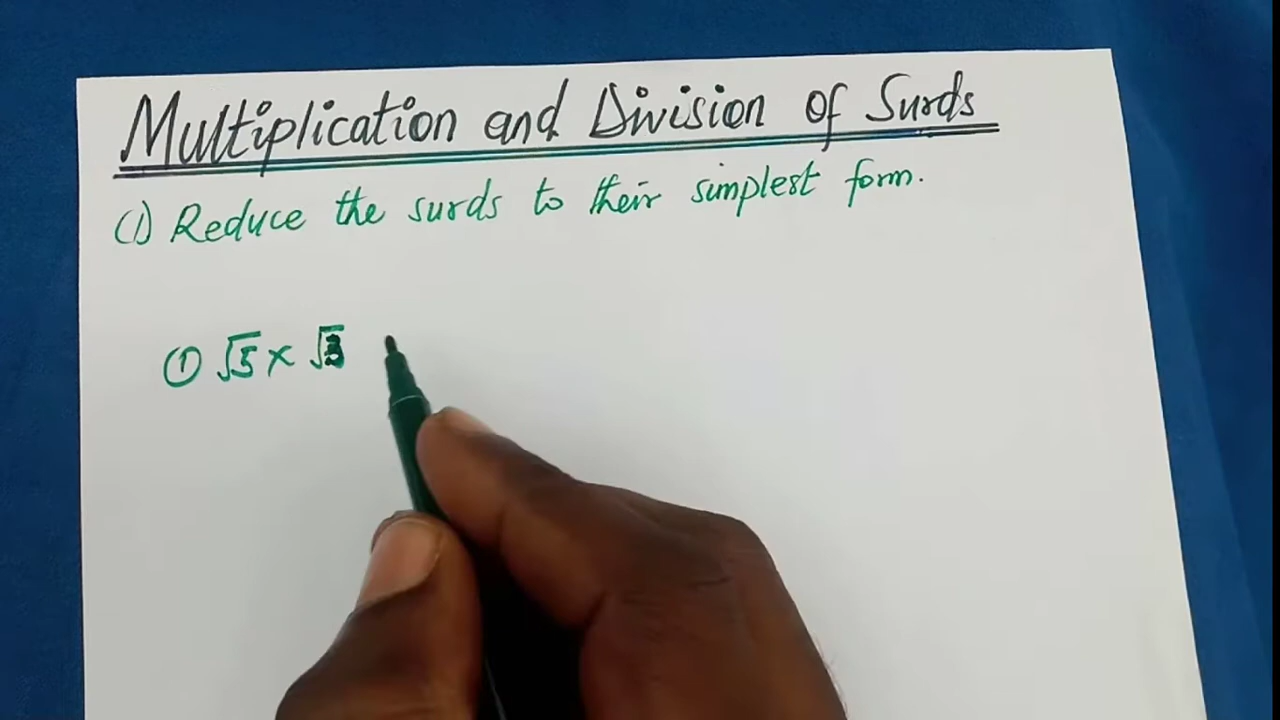 Multiplication and Division of Surds
(1) Reduce the surds to their simplest form.
① √5 × √3